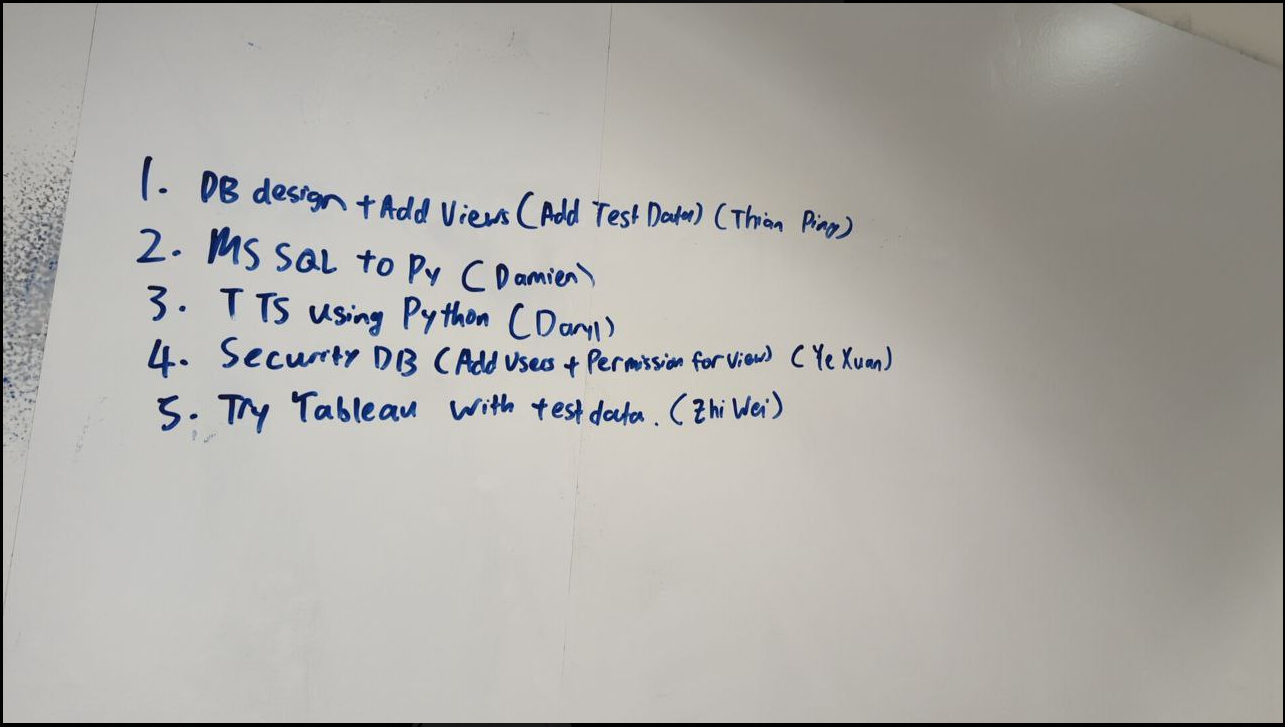 1. DB design + Add Views (Add Test Data) (Thian Ping)
2. MS SQL to Py (Damien)
3. TTS using Python (Daryl)
4. Security DB (Add Users + Permission for View) (Ye Xuan)
5. Try Tableau with test data. (Zhi Wei)